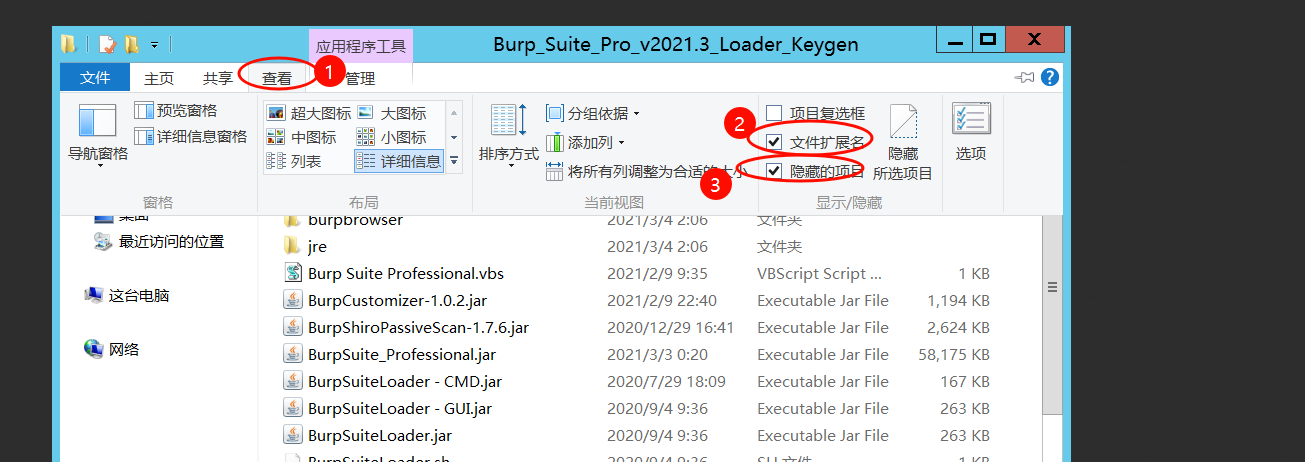 应用程序工具
Burp_Suite_Pro_v2021.3_Loader_Keygen
文件 主页 共享 查看 1 管理
预览窗格
详细信息窗格
导航窗格
窗格
超大图标 大图标
中图标 小图标
列表 详细信息
布局
排序方式
分组依据
添加列
将所有列调整为合适的大小
当前视图
项目复选框
2 文件扩展名
3 隐藏的项目
隐藏
所选项目
显示/隐藏
选项
桌面
最近访问的位置
这台电脑
网络
burpbrowser 2021/3/4 2:06 文件夹
jre 2021/3/4 2:06 文件夹
Burp Suite Professional.vbs 2021/2/9 9:35 VBScript Script ... 1 KB
BurpCustomizer-1.0.2.jar 2021/2/9 22:40 Executable Jar File 1,194 KB
BurpShiroPassiveScan-1.7.6.jar 2020/12/29 16:41 Executable Jar File 2,624 KB
BurpSuite_Professional.jar 2021/3/3 0:20 Executable Jar File 58,175 KB
BurpSuiteLoader - CMD.jar 2020/7/29 18:09 Executable Jar File 167 KB
BurpSuiteLoader - GUI.jar 2020/9/4 9:36 Executable Jar File 263 KB
BurpSuiteLoader.jar 2020/9/4 9:36 Executable Jar File 263 KB
BurpSuiteLoader.sh 2020/9/4 9:36 SH 文件 1 KB